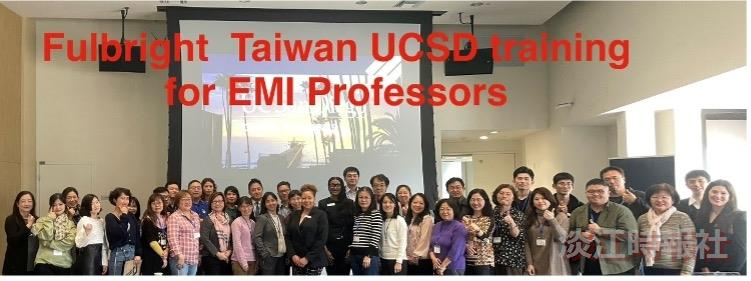 Fulbright  Taiwan UCSD training
for EMI Professors
淡江時報社